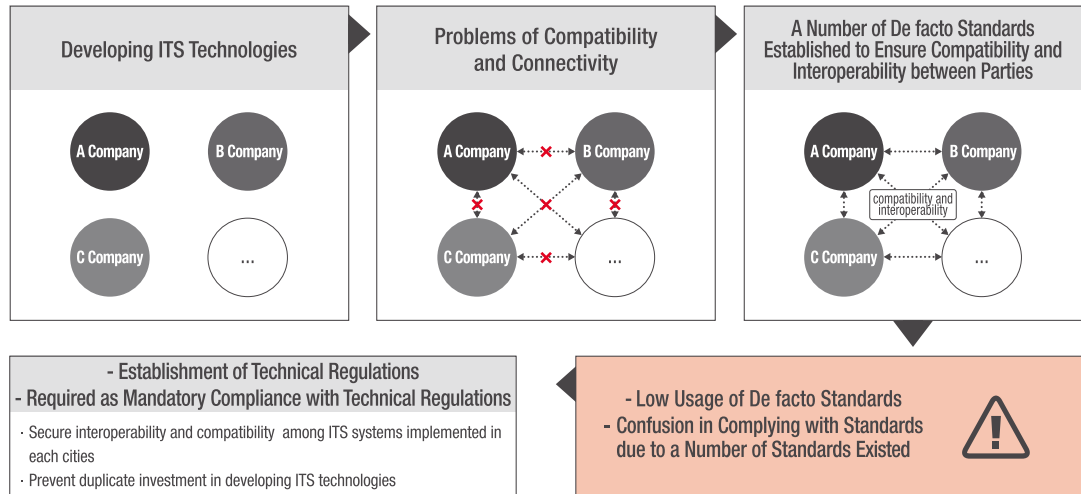 Developing ITS Technologies
A Company
B Company
C Company
...
Problems of Compatibility
and Connectivity
A Company
B Company
C Company
...
A Number of De facto Standards
Established to Ensure Compatibility and
Interoperability between Parties
A Company
B Company
compatibility and
interoperability
C Company
...
- Low Usage of De facto Standards
- Confusion in Complying with Standards
due to a Number of Standards Existed
- Establishment of Technical Regulations
- Required as Mandatory Compliance with Technical Regulations
· Secure interoperability and compatibility among ITS systems implemented in
each cities
· Prevent duplicate investment in developing ITS technologies